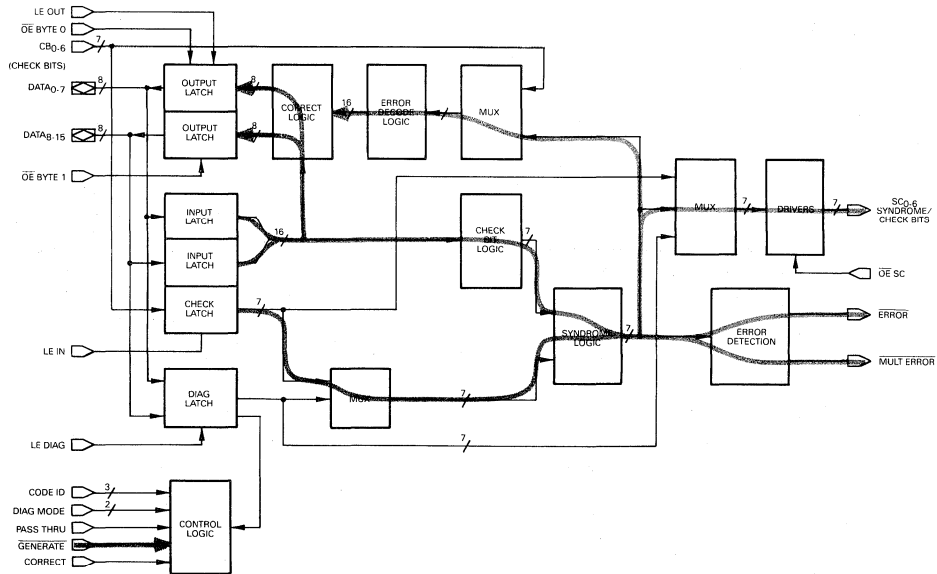 LE OUT
OE BYTE 0
CB0-6
7
(CHECK BITS)
DATA0-7
8
DATA8-15
8
OE BYTE 1
OUTPUT LATCH
OUTPUT LATCH
8
8
CORRECT LOGIC
16
ERROR DECODE LOGIC
MUX
INPUT LATCH
INPUT LATCH
CHECK LATCH
16
7
CHECK BIT LOGIC
7
MUX
7
DRIVERS
7
SC0-6 SYNDROME/ CHECK BITS
OE SC
SYNDROME LOGIC
7
ERROR DETECTION
ERROR
MULT ERROR
LE IN
MUX
7
DIAG LATCH
7
LE DIAG
CODE ID
3
DIAG MODE
2
PASS THRU
GENERATE
CORRECT
CONTROL LOGIC